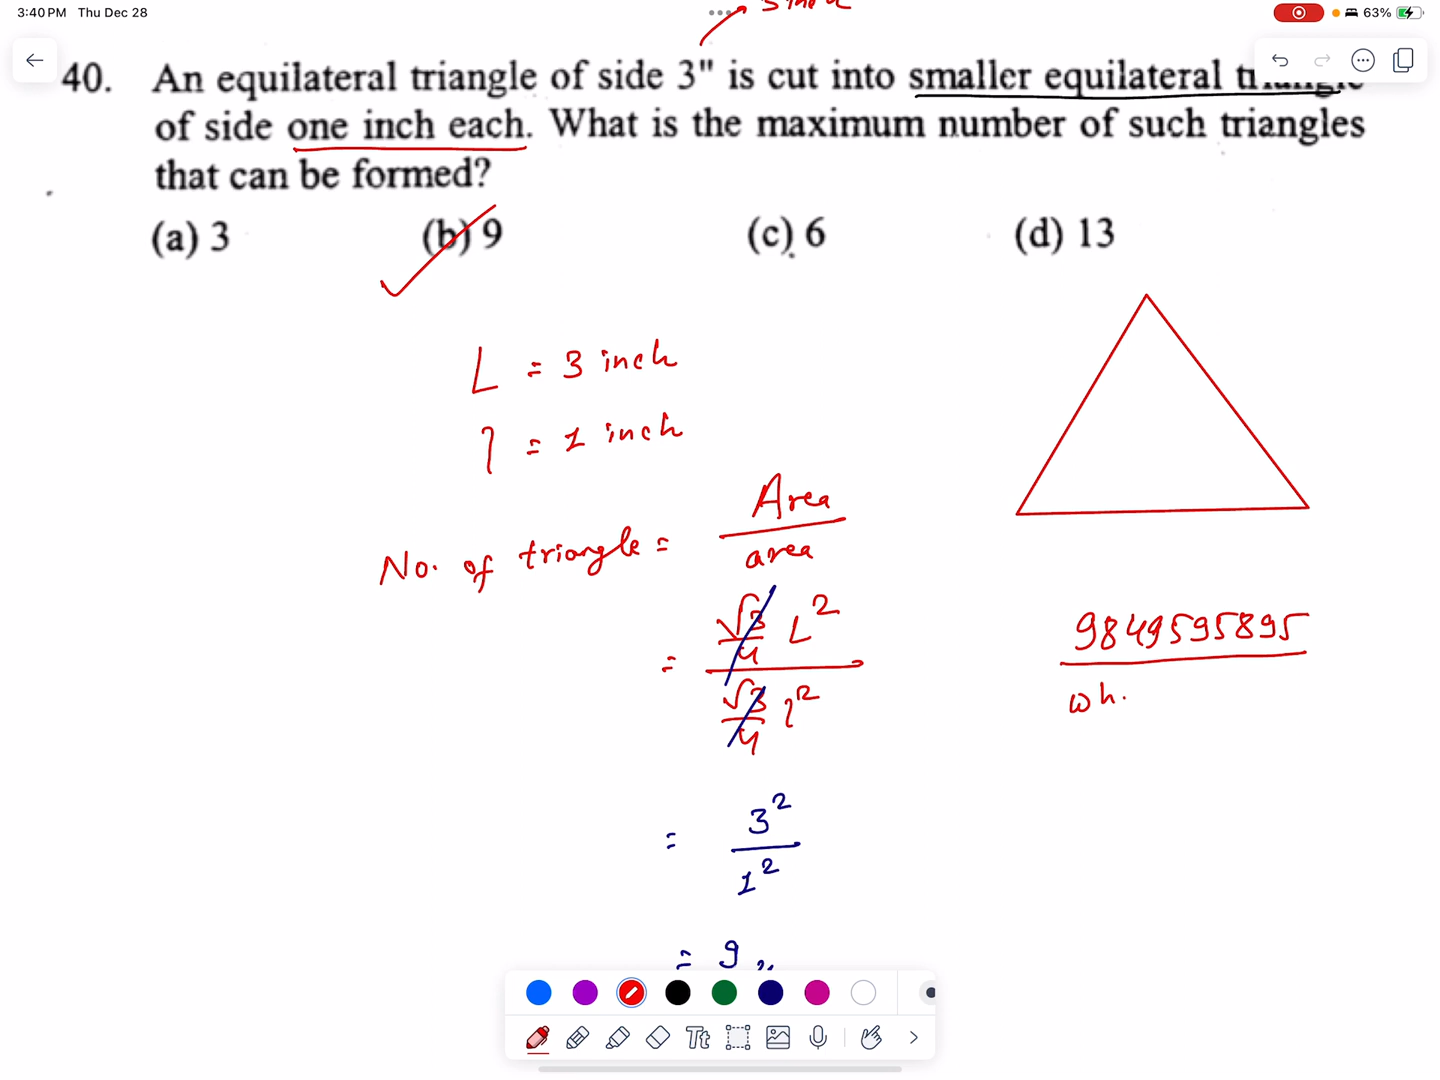 3:40 PM Thu Dec 28
63%
40. An equilateral triangle of side 3" is cut into smaller equilateral triangle
of side one inch each. What is the maximum number of such triangles
that can be formed?
(a) 3 (b) 9 (c) 6 (d) 13
L = 3 inch
l = 1 inch
No. of triangle = Area / area
= √3/4 L² / √3/4 l²
9849595895
wh.
= 3² / 1²
= 9
Tt